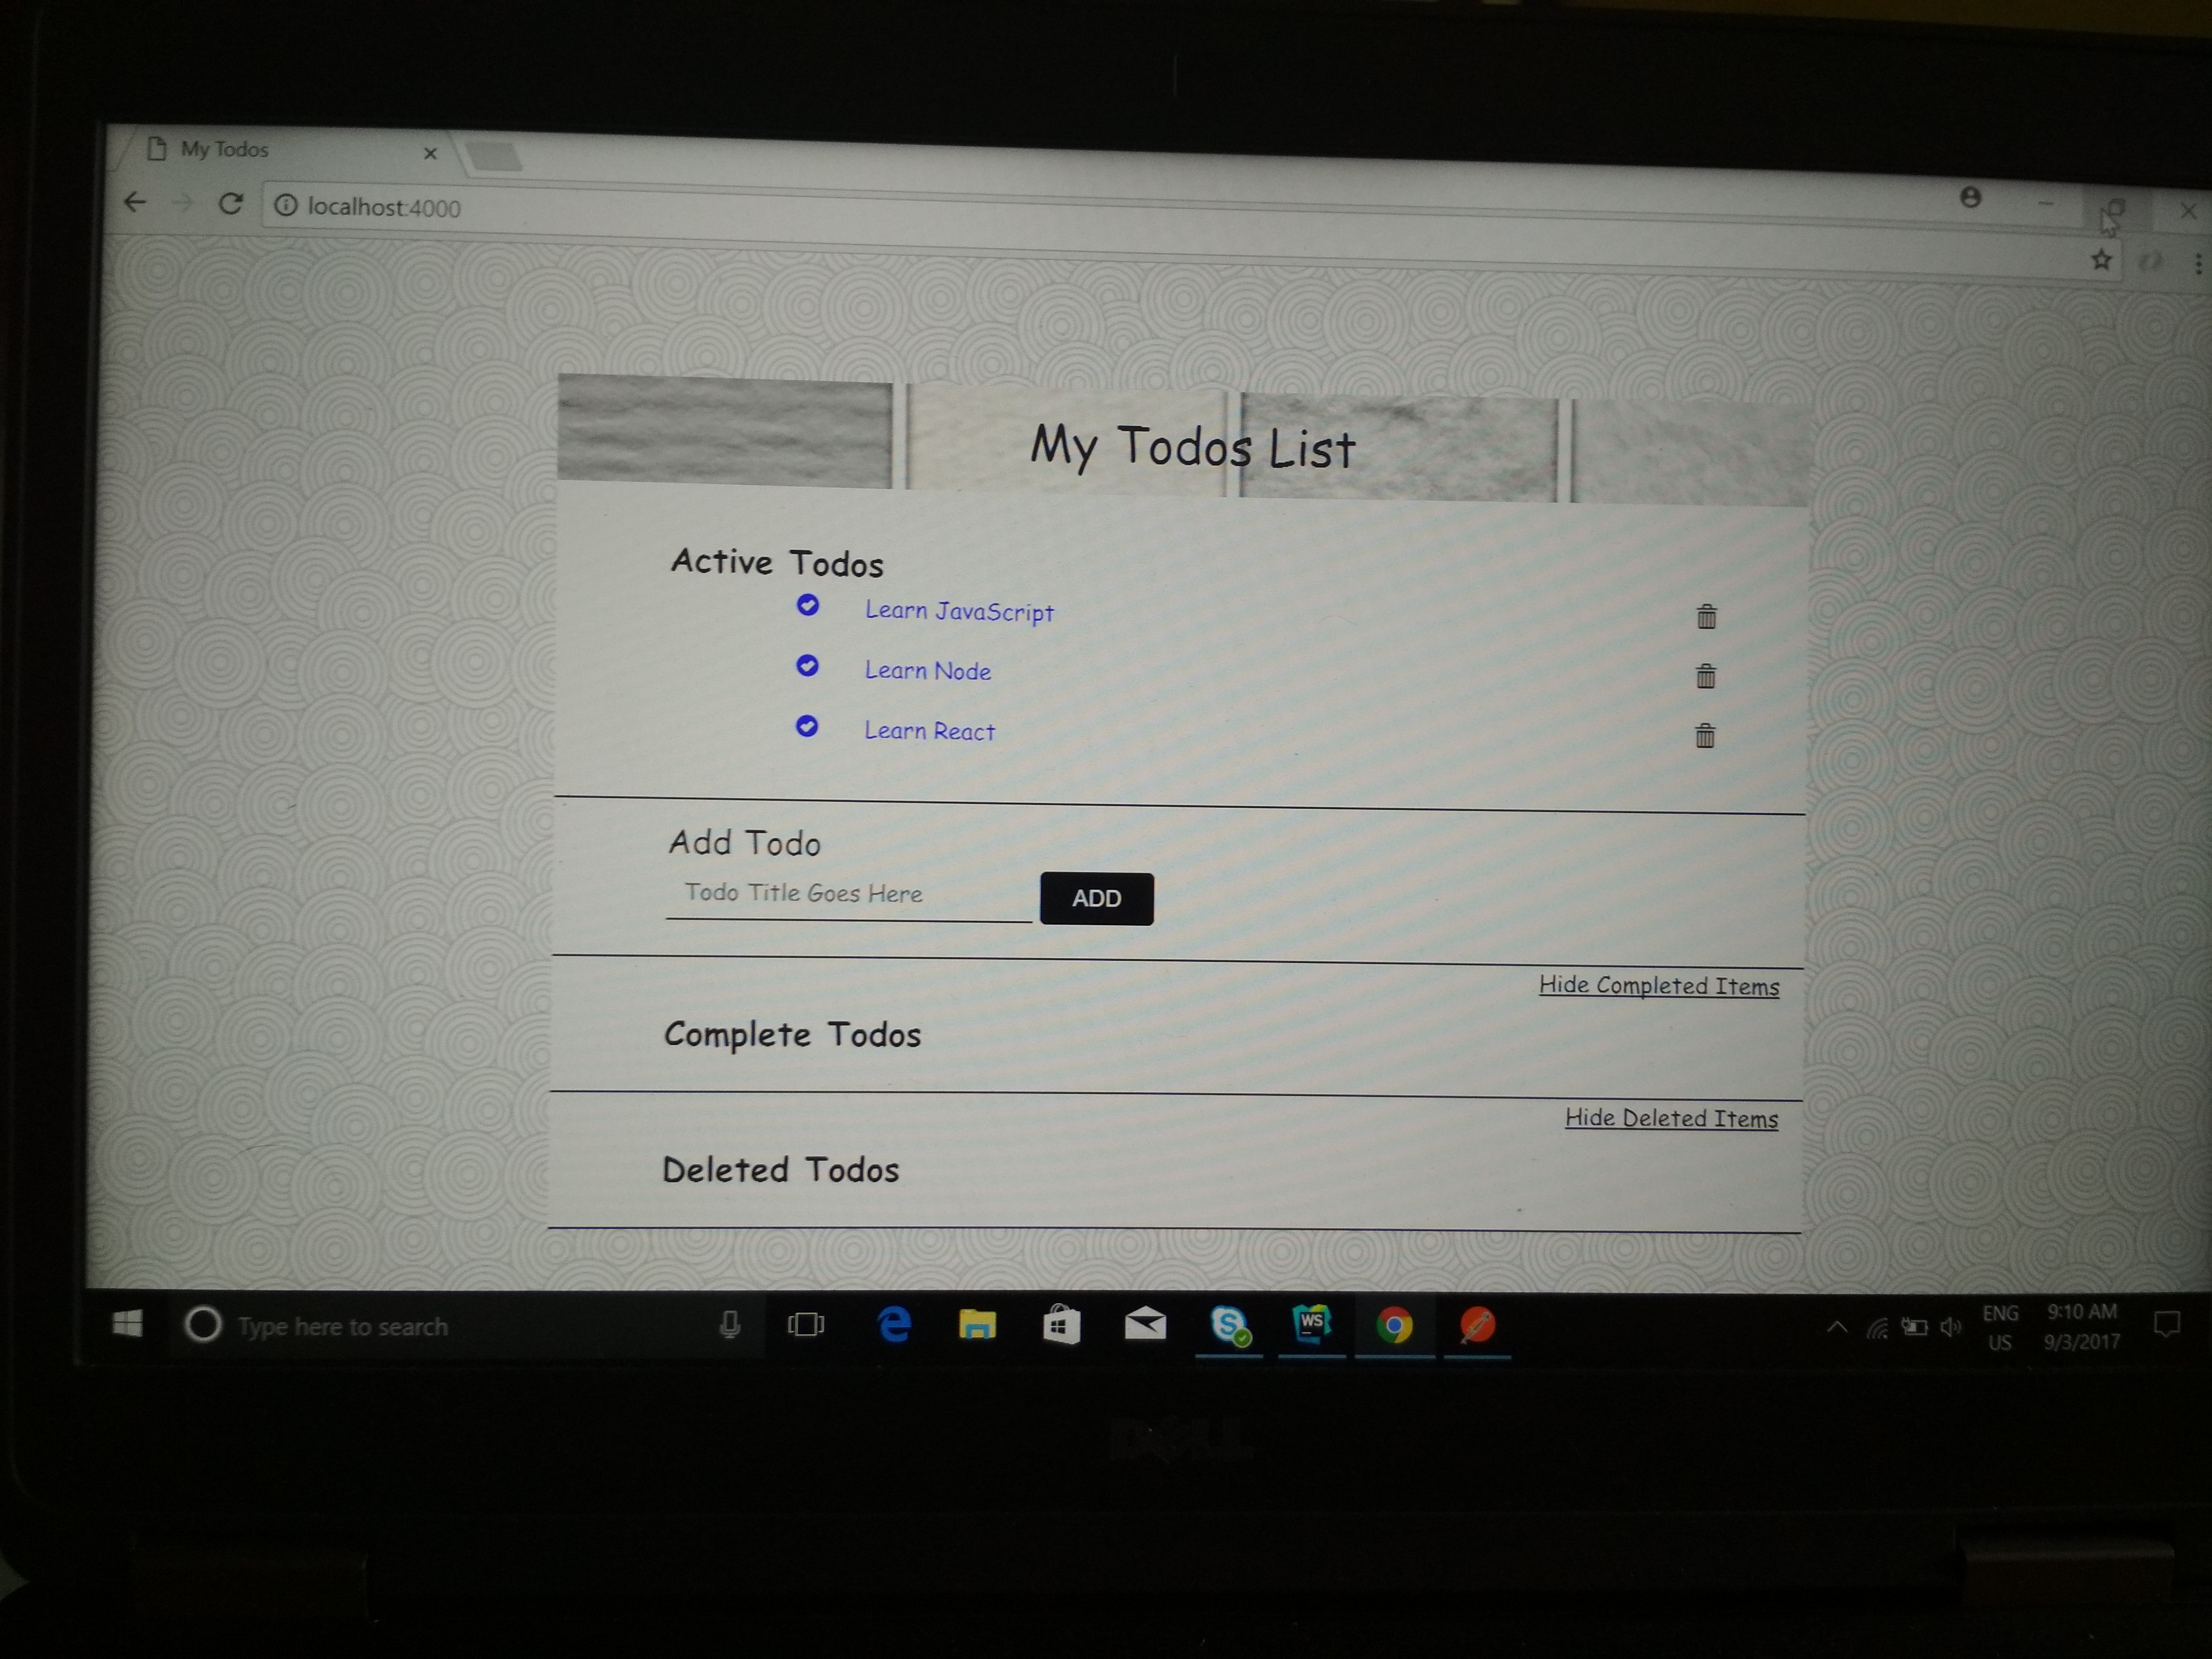 My Todos
localhost:4000
My Todos List
Active Todos
Learn JavaScript
Learn Node
Learn React
Add Todo
Todo Title Goes Here
ADD
Hide Completed Items
Complete Todos
Hide Deleted Items
Deleted Todos
Type here to search
S
WS
ENG
US
9:10 AM
9/3/2017
DELL